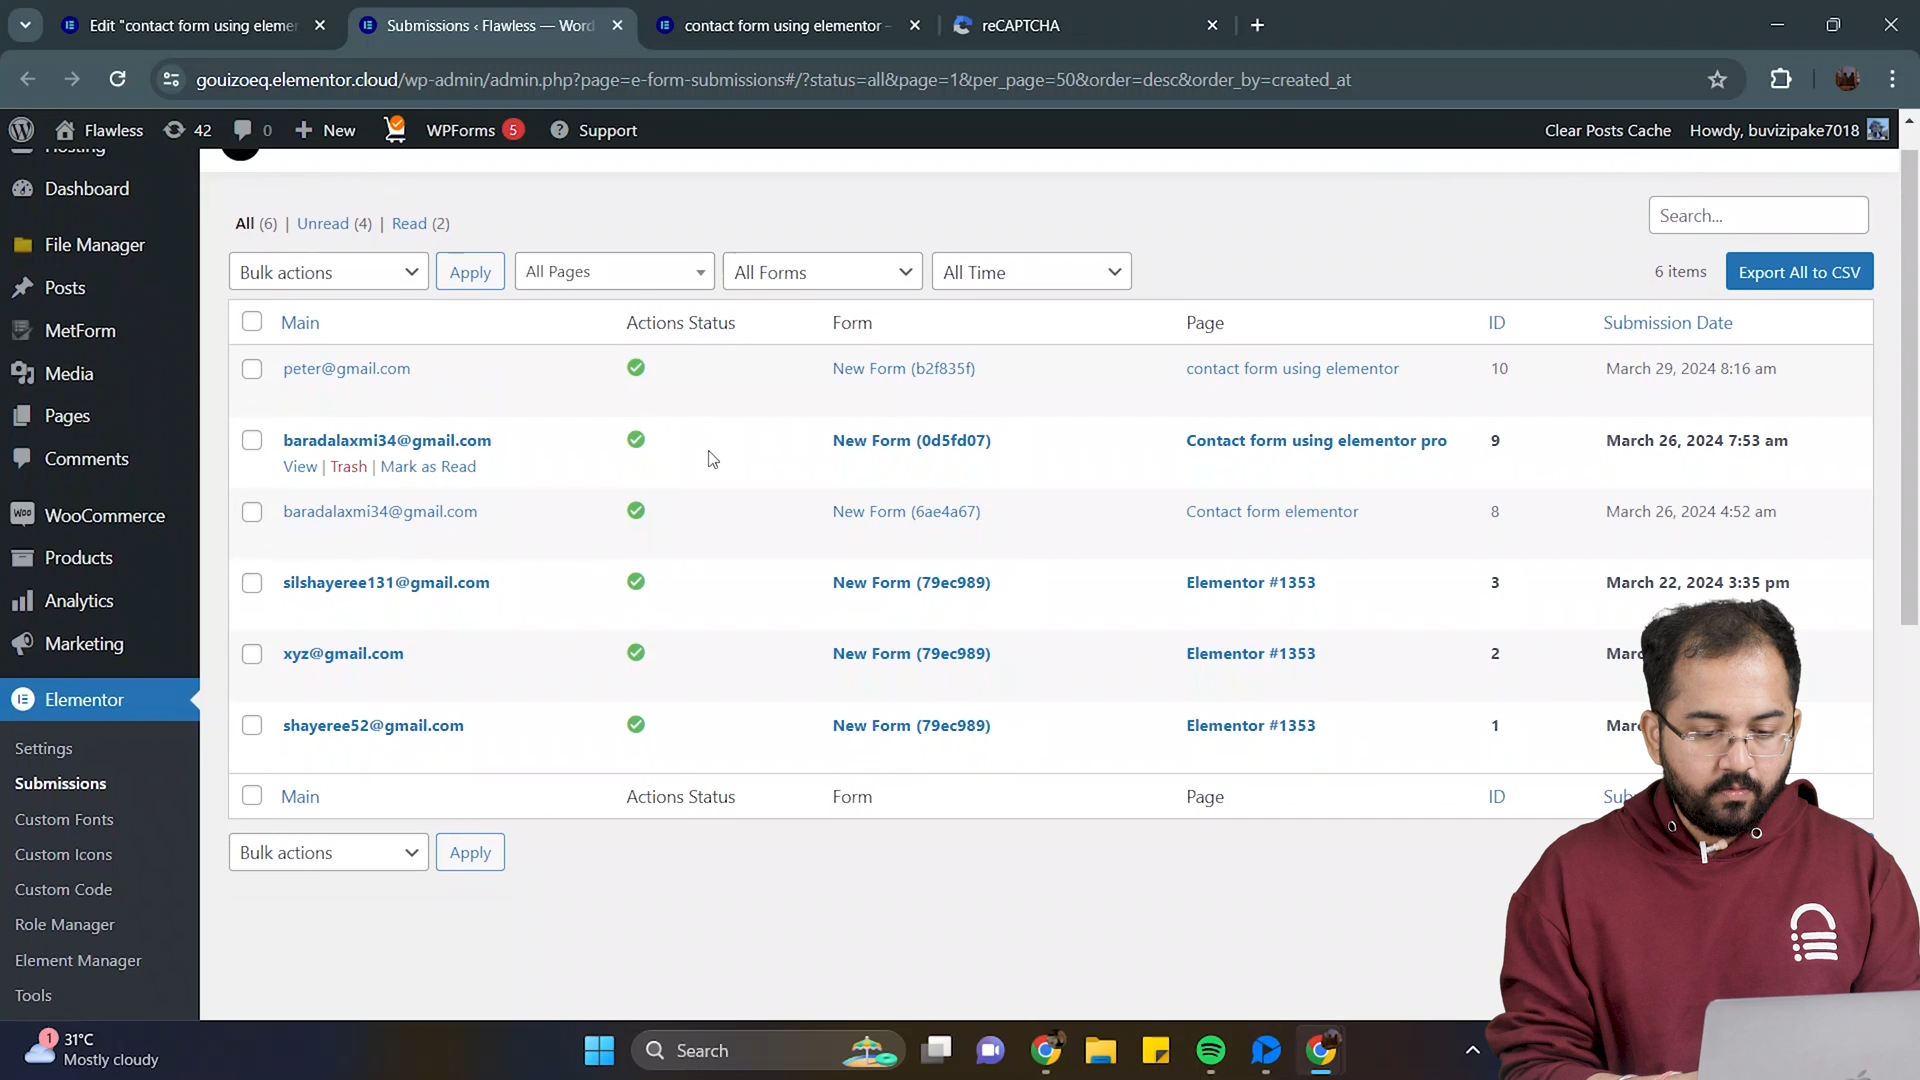 Edit "contact form using eleme
Submissions ‹ Flawless — Word
contact form using elementor –
reCAPTCHA
gouizoeq.elementor.cloud/wp-admin/admin.php?page=e-form-submissions#/?status=all&page=1&per_page=50&order=desc&order_by=created_at
Flawless 42 0 New WPForms 5 Support Clear Posts Cache Howdy, buvizipake7018
Hosting
Dashboard
File Manager
Posts
MetForm
Media
Pages
Comments
WooCommerce
Products
Analytics
Marketing
Elementor
Settings
Submissions
Custom Fonts
Custom Icons
Custom Code
Role Manager
Element Manager
Tools
All (6) | Unread (4) | Read (2)
Search...
Bulk actions Apply All Pages All Forms All Time 6 items Export All to CSV
Main Actions Status Form Page ID Submission Date
peter@gmail.com New Form (b2f835f) contact form using elementor 10 March 29, 2024 8:16 am
baradalaxmi34@gmail.com New Form (0d5fd07) Contact form using elementor pro 9 March 26, 2024 7:53 am
View | Trash | Mark as Read
baradalaxmi34@gmail.com New Form (6ae4a67) Contact form elementor 8 March 26, 2024 4:52 am
silshayeree131@gmail.com New Form (79ec989) Elementor #1353 3 March 22, 2024 3:35 pm
xyz@gmail.com New Form (79ec989) Elementor #1353 2 Marc
shayeree52@gmail.com New Form (79ec989) Elementor #1353 1 Marc
Main Actions Status Form Page ID Sub
Bulk actions Apply
1 31°C
Mostly cloudy
Search